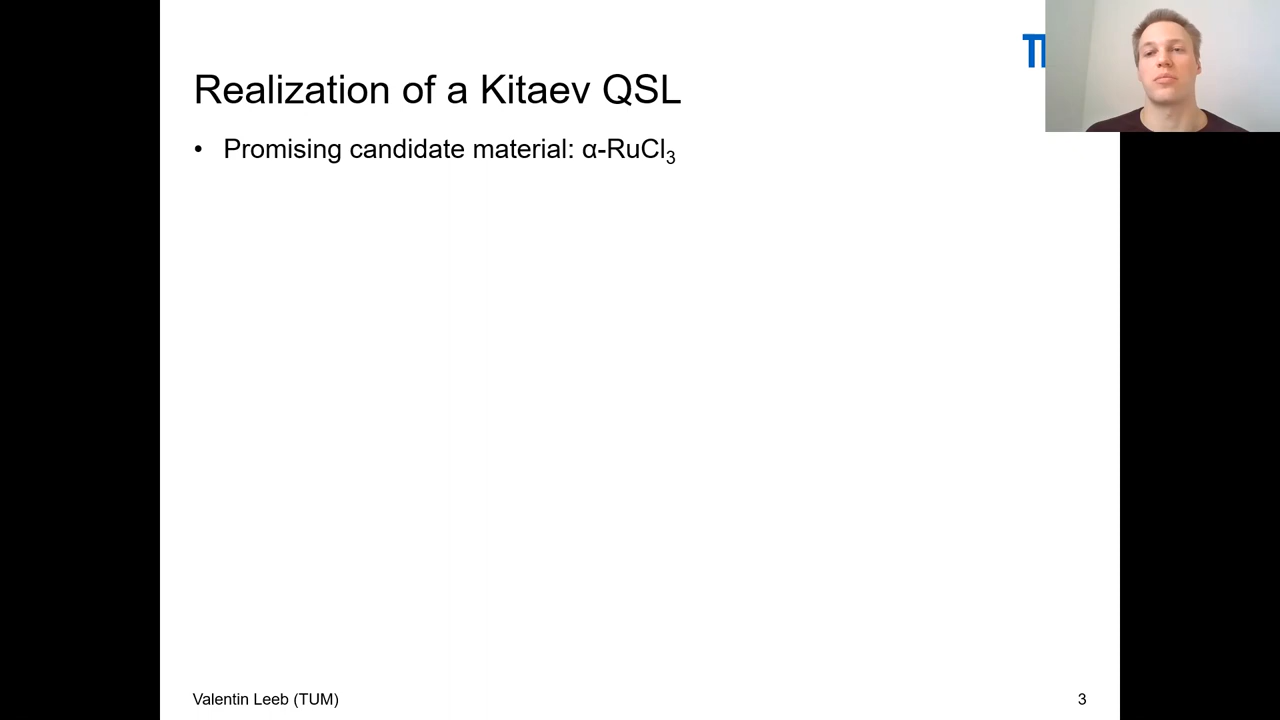 Realization of a Kitaev QSL
• Promising candidate material: α-RuCl₃
Valentin Leeb (TUM)
3